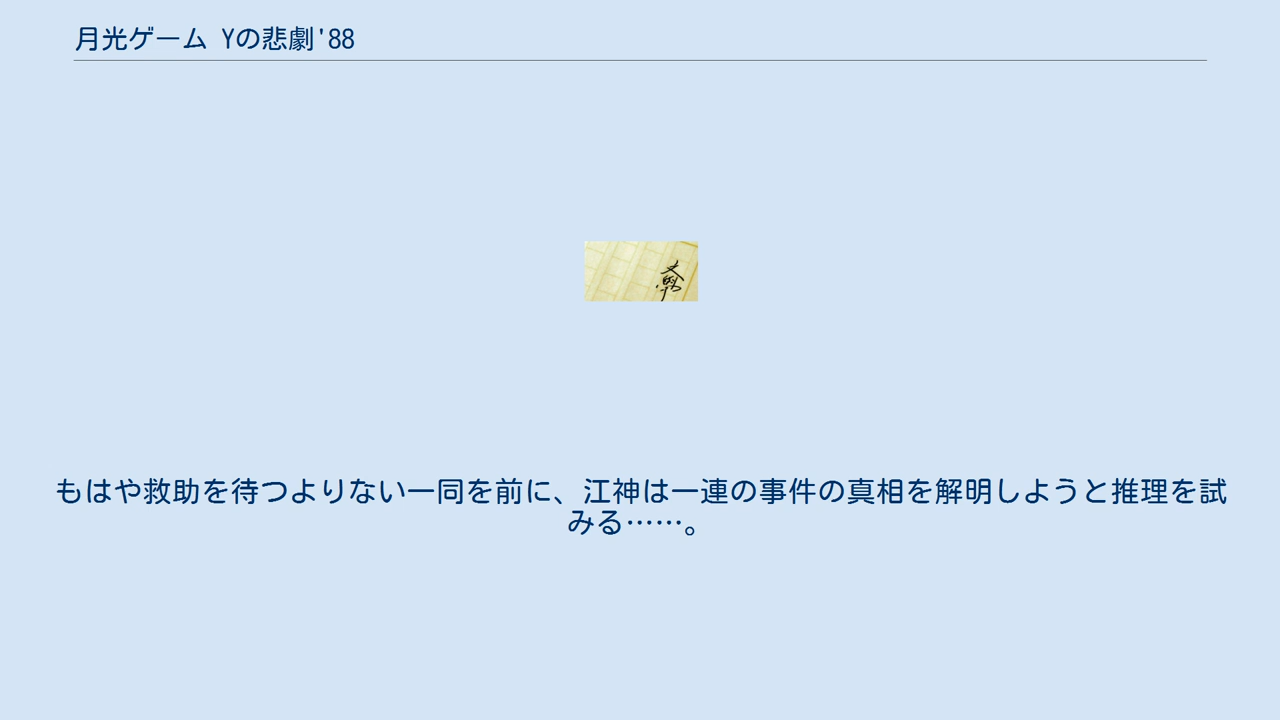 月光ゲーム Yの悲劇'88
もはや救助を待つよりない一同を前に、江神は一連の事件の真相を解明しようと推理を試
みる……。